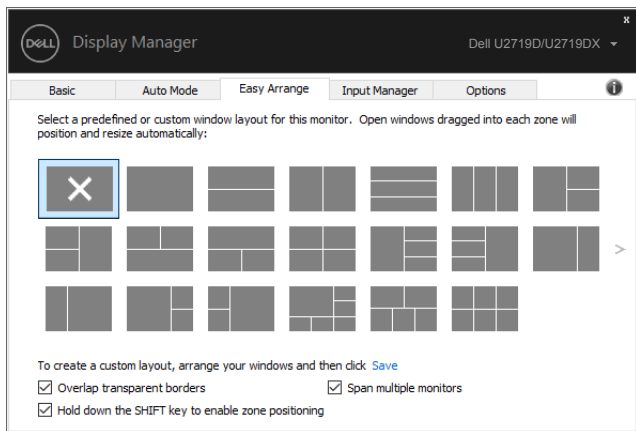 x
DELL Display Manager Dell U2719D/U2719DX
Basic Auto Mode Easy Arrange Input Manager Options
Select a predefined or custom window layout for this monitor. Open windows dragged into each zone will
position and resize automatically:
To create a custom layout, arrange your windows and then click Save
Overlap transparent borders Span multiple monitors
Hold down the SHIFT key to enable zone positioning